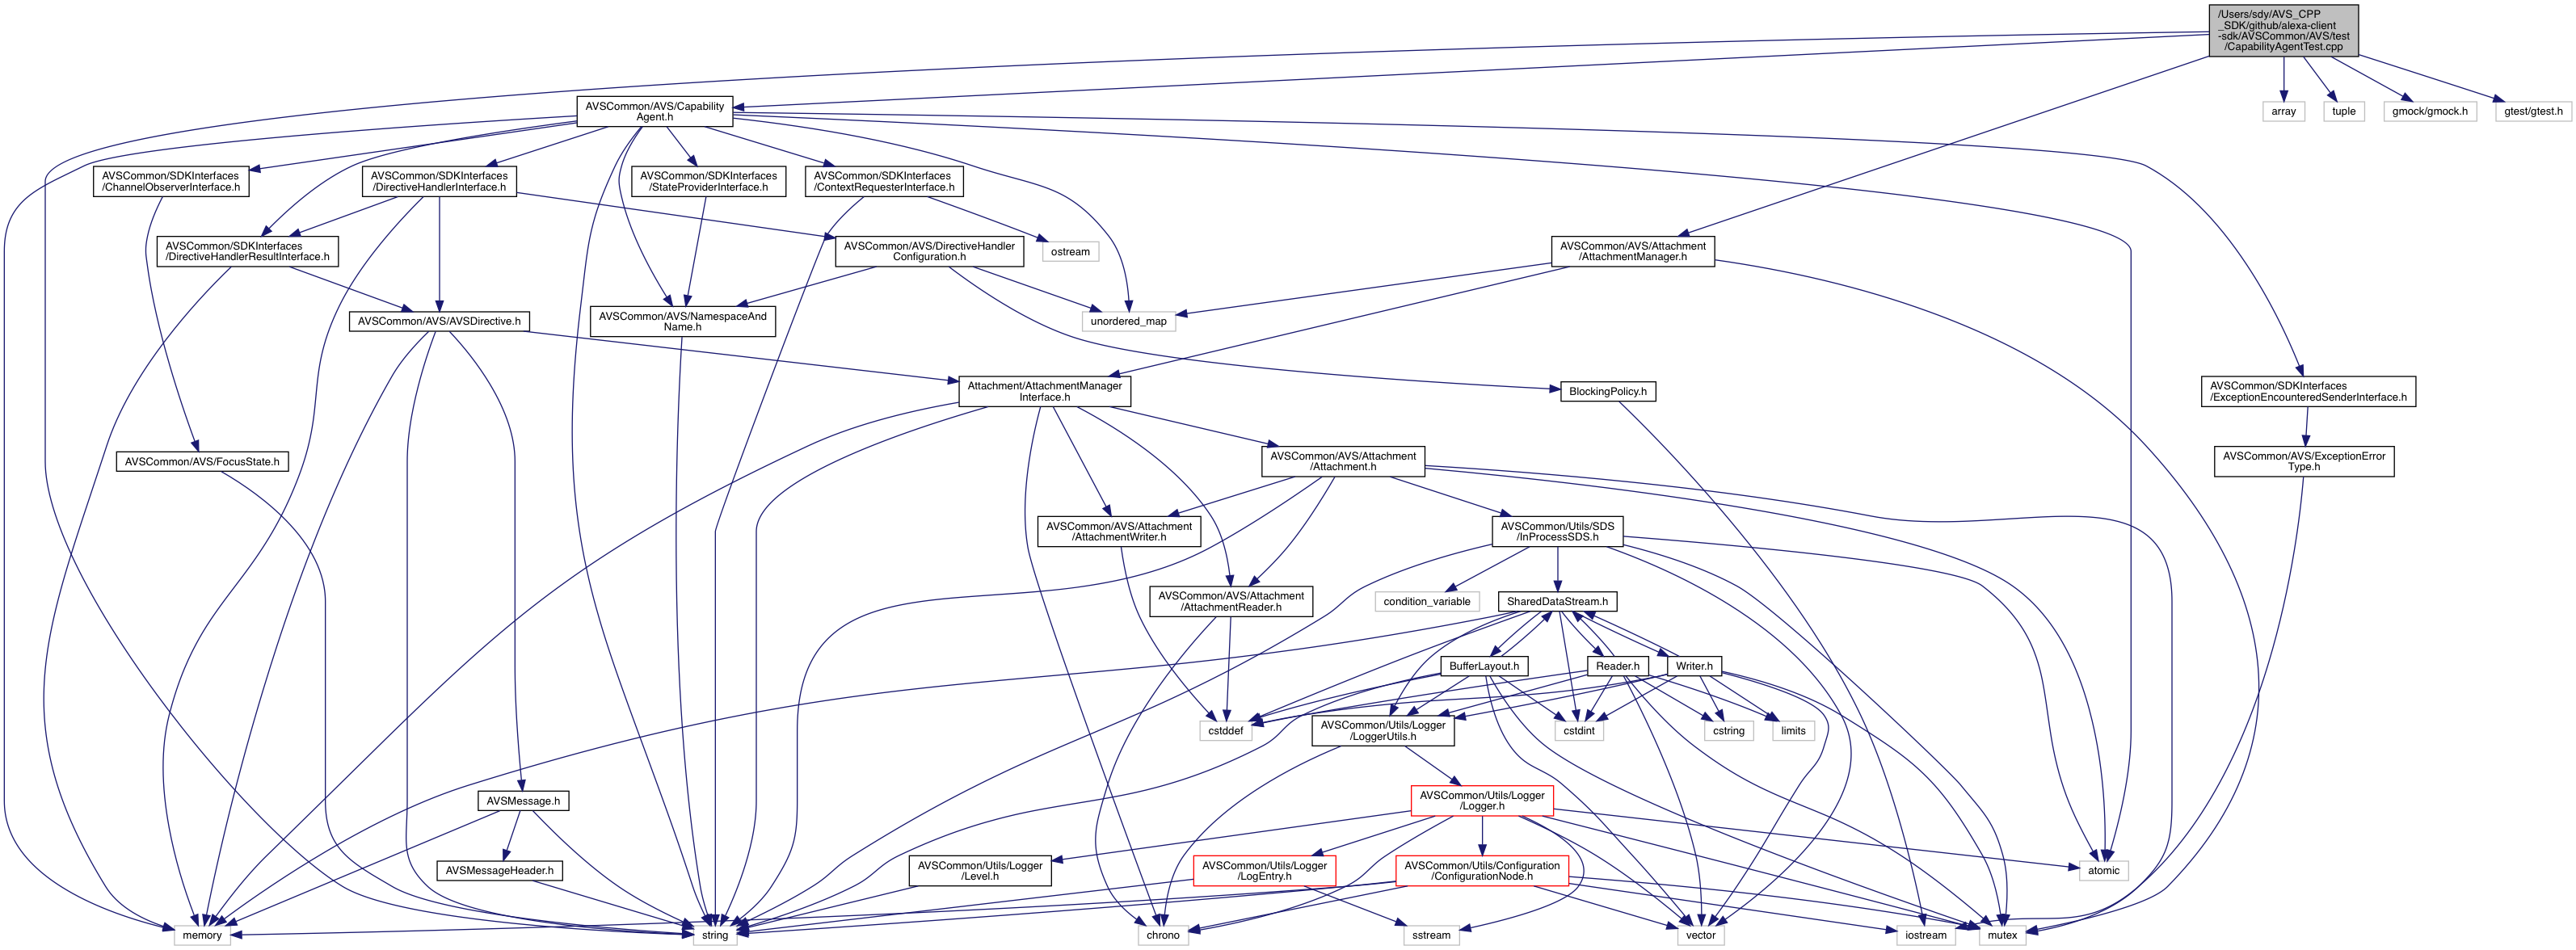 /Users/sdy/AVS_CPP
_SDK/github/alexa-client
-sdk/AVSCommon/AVS/test
/CapabilityAgentTest.cpp
AVSCommon/AVS/Capability
Agent.h
array
tuple
gmock/gmock.h
gtest/gtest.h
AVSCommon/SDKInterfaces
/ChannelObserverInterface.h
AVSCommon/SDKInterfaces
/DirectiveHandlerInterface.h
AVSCommon/SDKInterfaces
/StateProviderInterface.h
AVSCommon/SDKInterfaces
/ContextRequesterInterface.h
AVSCommon/SDKInterfaces
/DirectiveHandlerResultInterface.h
AVSCommon/AVS/DirectiveHandler
Configuration.h
ostream
AVSCommon/AVS/Attachment
/AttachmentManager.h
AVSCommon/AVS/AVSDirective.h
AVSCommon/AVS/NamespaceAnd
Name.h
unordered_map
Attachment/AttachmentManager
Interface.h
BlockingPolicy.h
AVSCommon/SDKInterfaces
/ExceptionEncounteredSenderInterface.h
AVSCommon/AVS/FocusState.h
AVSCommon/AVS/Attachment
/Attachment.h
AVSCommon/AVS/ExceptionError
Type.h
AVSCommon/AVS/Attachment
/AttachmentWriter.h
AVSCommon/Utils/SDS
/InProcessSDS.h
AVSCommon/AVS/Attachment
/AttachmentReader.h
condition_variable
SharedDataStream.h
BufferLayout.h
Reader.h
Writer.h
cstddef
AVSCommon/Utils/Logger
/LoggerUtils.h
cstdint
cstring
limits
AVSMessage.h
AVSCommon/Utils/Logger
/Logger.h
AVSMessageHeader.h
AVSCommon/Utils/Logger
/Level.h
AVSCommon/Utils/Logger
/LogEntry.h
AVSCommon/Utils/Configuration
/ConfigurationNode.h
atomic
memory
string
chrono
sstream
vector
iostream
mutex